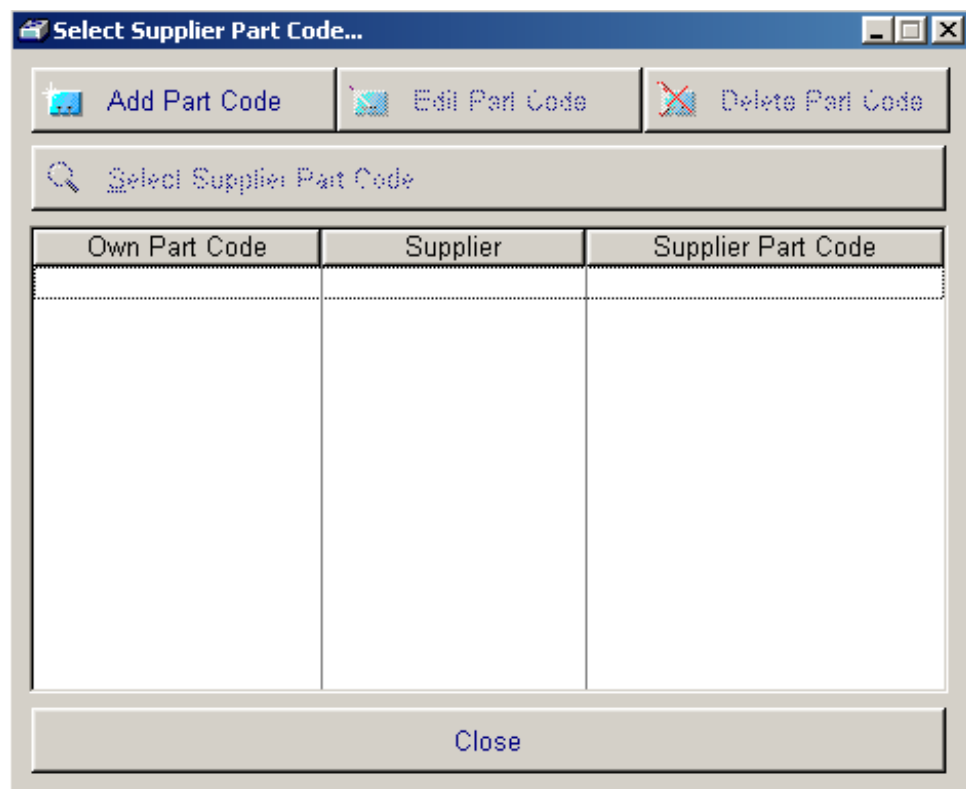 Select Supplier Part Code...
Add Part Code Edit Part Code Delete Part Code
Select Supplier Part Code
Own Part Code Supplier Supplier Part Code
Close